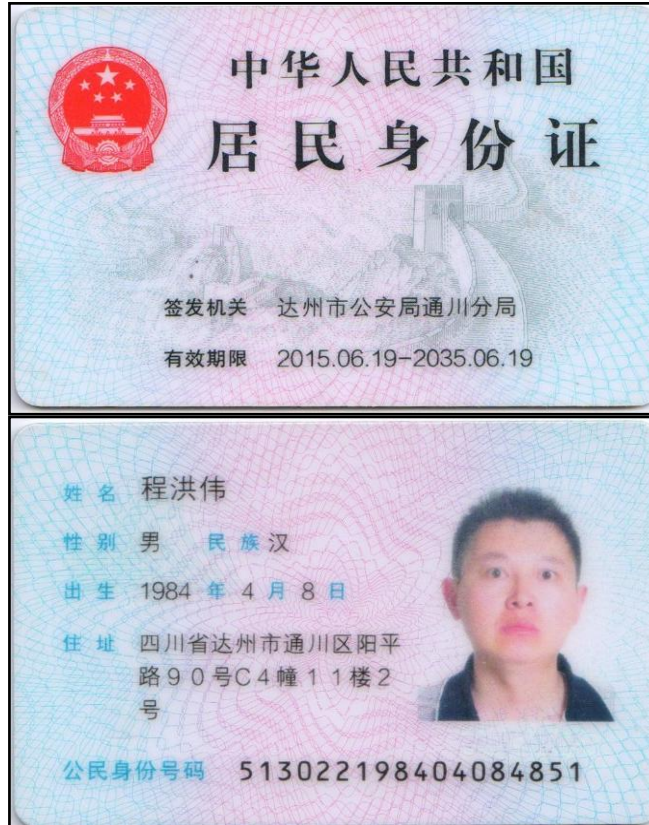 中华人民共和国
居民身份证
签发机关 达州市公安局通川分局
有效期限 2015.06.19-2035.06.19
姓名 程洪伟
性别 男 民族 汉
出生 1984 年 4 月 8 日
住址 四川省达州市通川区阳平
路90号C4幢11楼2
号
公民身份号码 513022198404084851